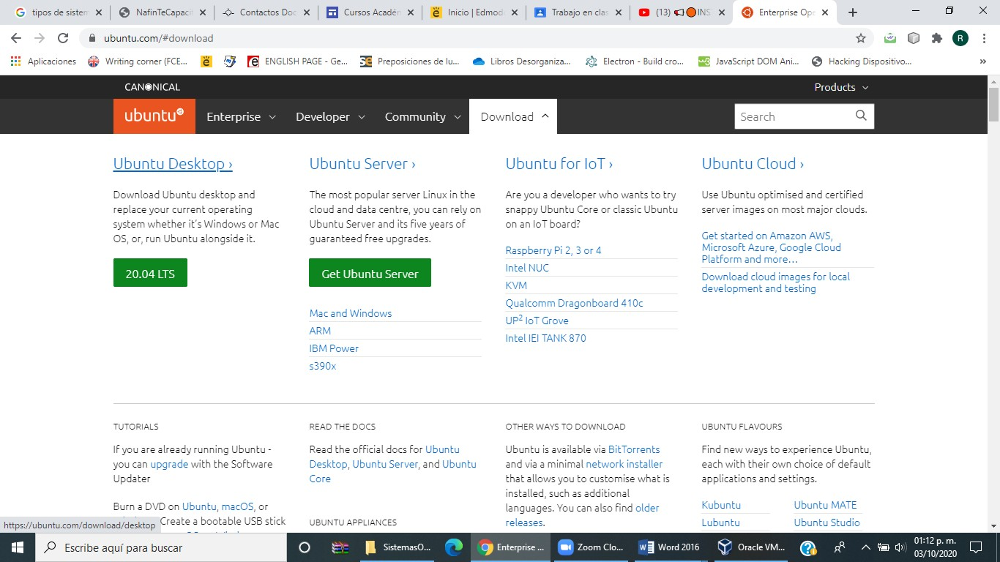 tipos de sistem
NafinTeCapaci
Contactos Doc
Cursos Académ
Inicio | Edmod
Trabajo en clas
(13) INS
Enterprise Ope
ubuntu.com/#download
R
Aplicaciones
Writing corner (FCE...
ENGLISH PAGE - Ge...
Preposiciones de lu...
Libros Desorganiza...
Electron - Build cro...
JavaScript DOM Ani...
Hacking Dispositivo...
»
CANONICAL
Products
ubuntu
Enterprise
Developer
Community
Download
Search
Ubuntu Desktop ›
Download Ubuntu desktop and
replace your current operating
system whether it’s Windows or Mac
OS, or, run Ubuntu alongside it.
20.04 LTS
Ubuntu Server ›
The most popular server Linux in the
cloud and data centre, you can rely on
Ubuntu Server and its five years of
guaranteed free upgrades.
Get Ubuntu Server
Mac and Windows
ARM
IBM Power
s390x
Ubuntu for IoT ›
Are you a developer who wants to try
snappy Ubuntu Core or classic Ubuntu
on an IoT board?
Raspberry Pi 2, 3 or 4
Intel NUC
KVM
Qualcomm Dragonboard 410c
UP² IoT Grove
Intel IEI TANK 870
Ubuntu Cloud ›
Use Ubuntu optimised and certified
server images on most major clouds.
Get started on Amazon AWS,
Microsoft Azure, Google Cloud
Platform and more…
Download cloud images for local
development and testing
TUTORIALS
If you are already running Ubuntu -
you can upgrade with the Software
Updater
Burn a DVD on Ubuntu, macOS, or
Create a bootable USB stick
READ THE DOCS
Read the official docs for Ubuntu
Desktop, Ubuntu Server, and Ubuntu
Core
UBUNTU APPLIANCES
OTHER WAYS TO DOWNLOAD
Ubuntu is available via BitTorrents
and via a minimal network installer
that allows you to customise what is
installed, such as additional
languages. You can also find older
releases.
UBUNTU FLAVOURS
Find new ways to experience Ubuntu,
each with their own choice of default
applications and settings.
Kubuntu
Ubuntu MATE
Lubuntu
Ubuntu Studio
https://ubuntu.com/download/desktop
Escribe aquí para buscar
SistemasO...
Enterprise ...
Zoom Clo...
Word 2016
Oracle VM...
01:12 p. m.
03/10/2020